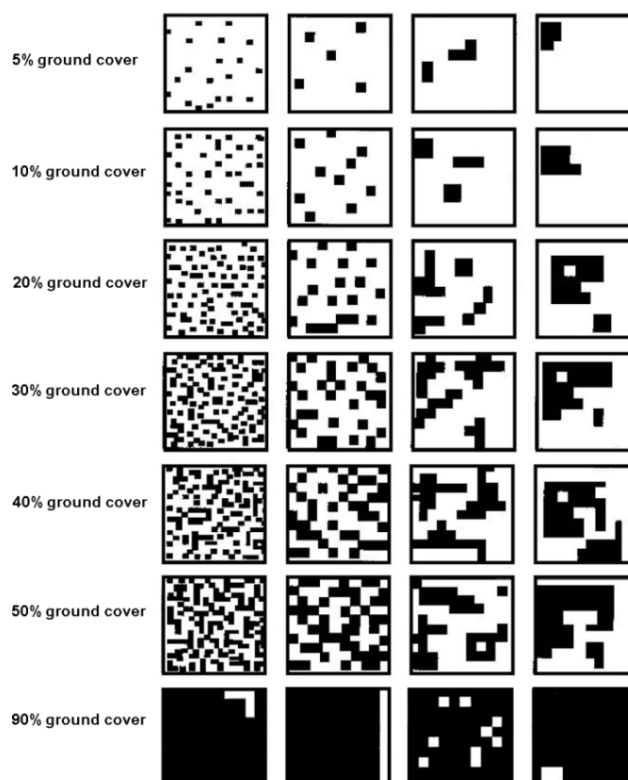 5% ground cover
10% ground cover
20% ground cover
30% ground cover
40% ground cover
50% ground cover
90% ground cover